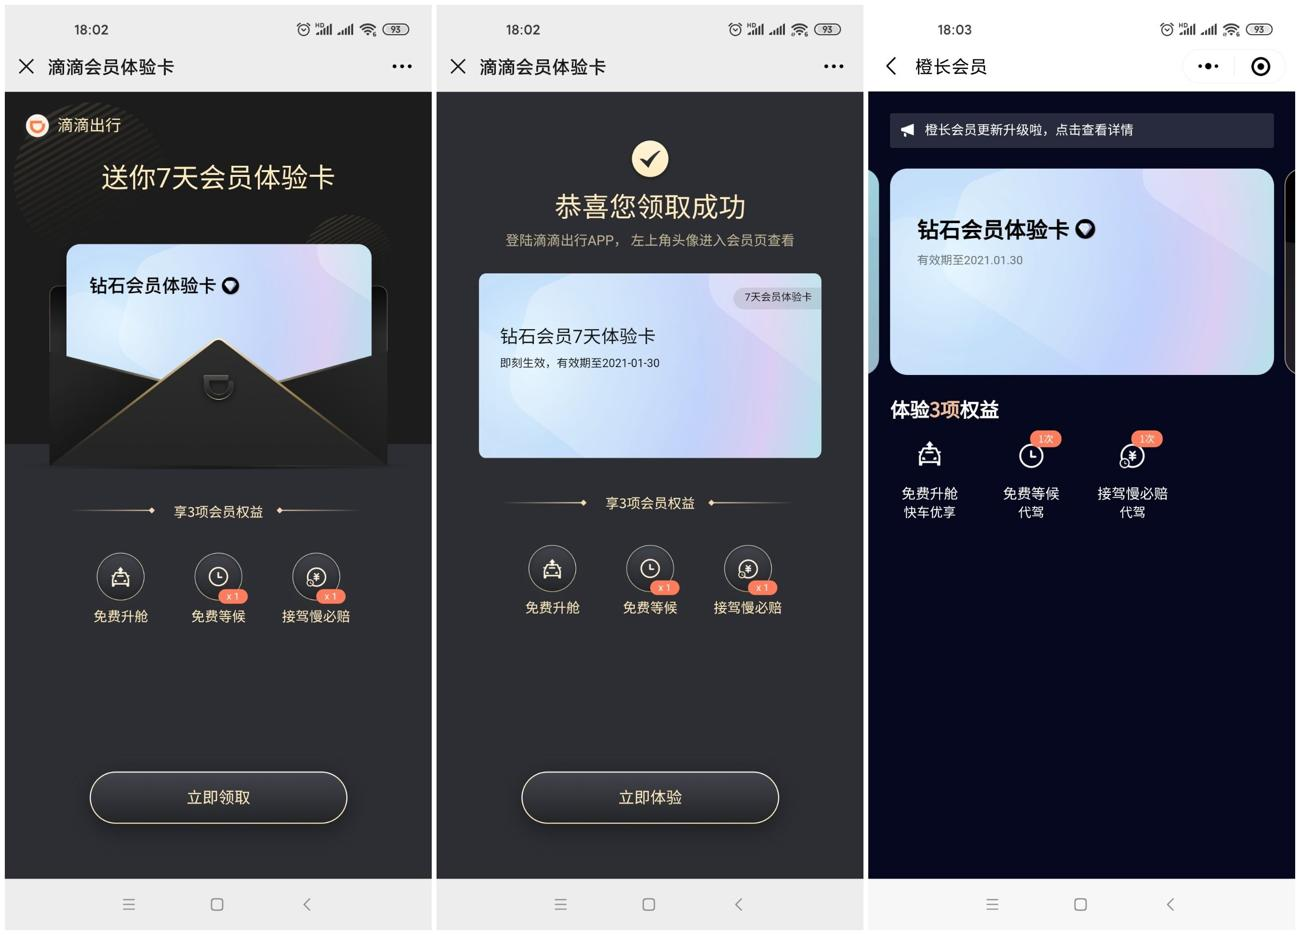 18:02
HD
93
滴滴会员体验卡
滴滴出行
送你7天会员体验卡
钻石会员体验卡
享3项会员权益
x 1
x 1
免费升舱
免费等候
接驾慢必赔
立即领取
18:02
HD
6
93
滴滴会员体验卡
恭喜您领取成功
登陆滴滴出行APP， 左上角头像进入会员页查看
7天会员体验卡
钻石会员7天体验卡
即刻生效，有效期至2021-01-30
享3项会员权益
x 1
x 1
免费升舱
免费等候
接驾慢必赔
立即体验
18:03
HD
6
93
橙长会员
橙长会员更新升级啦，点击查看详情
钻石会员体验卡
有效期至2021.01.30
体验3项权益
1次
1次
免费升舱
快车优享
免费等候
代驾
接驾慢必赔
代驾